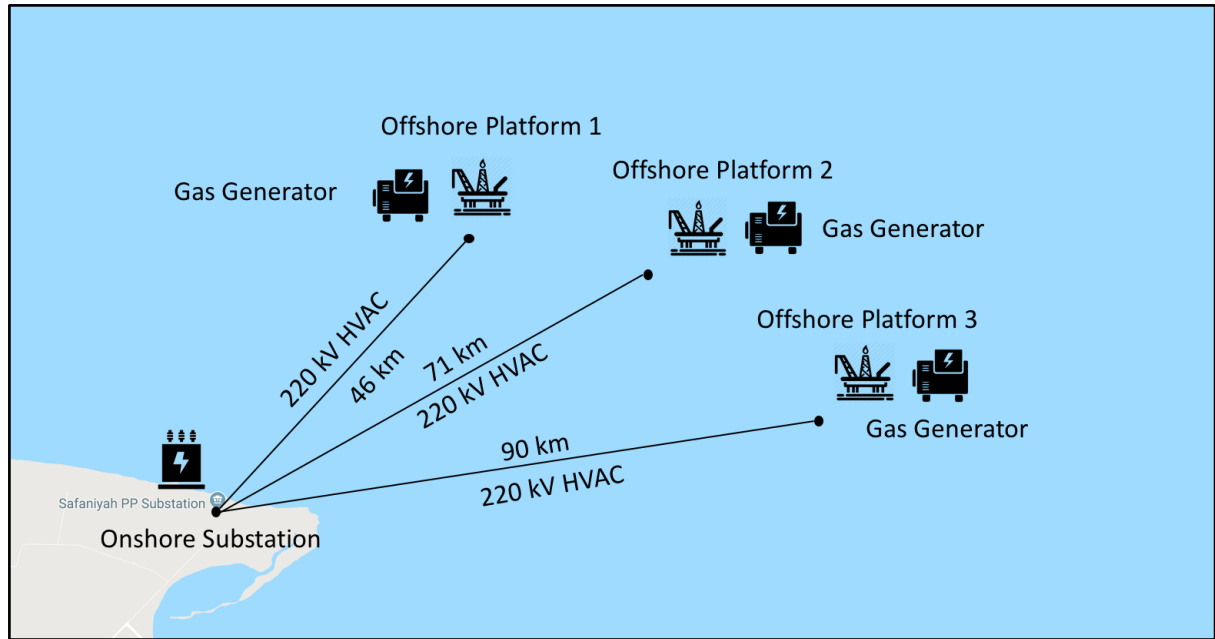 Offshore Platform 1
Gas Generator
Offshore Platform 2
Gas Generator
220 kV HVAC
46 km
71 km
220 kV HVAC
Offshore Platform 3
Gas Generator
90 km
220 kV HVAC
Safaniyah PP Substation
Onshore Substation